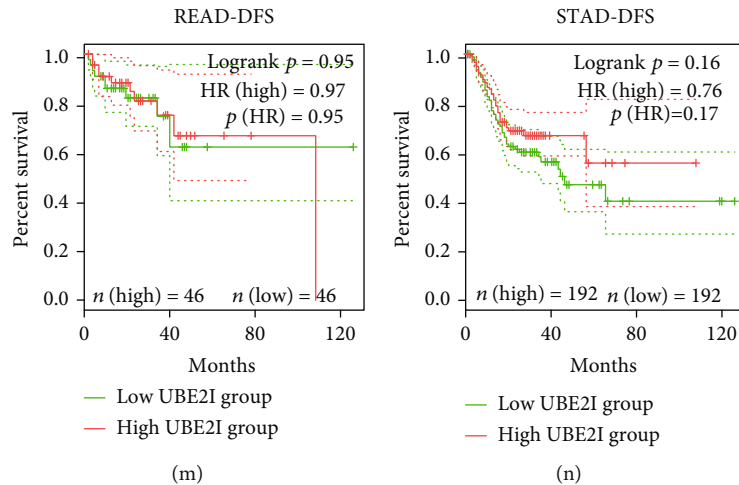 READ-DFS
Percent survival
1.0
0.8
0.6
0.4
0.2
0.0
Logrank p = 0.95
HR (high) = 0.97
p (HR) = 0.95
n (high) = 46
n (low) = 46
0
40
80
120
Months
Low UBE2I group
High UBE2I group
(m)
STAD-DFS
Percent survival
1.0
0.8
0.6
0.4
0.2
0.0
Logrank p = 0.16
HR (high) = 0.76
p (HR)=0.17
n (high) = 192
n (low) = 192
0
20
40
60
80
100
120
Months
Low UBE2I group
High UBE2I group
(n)